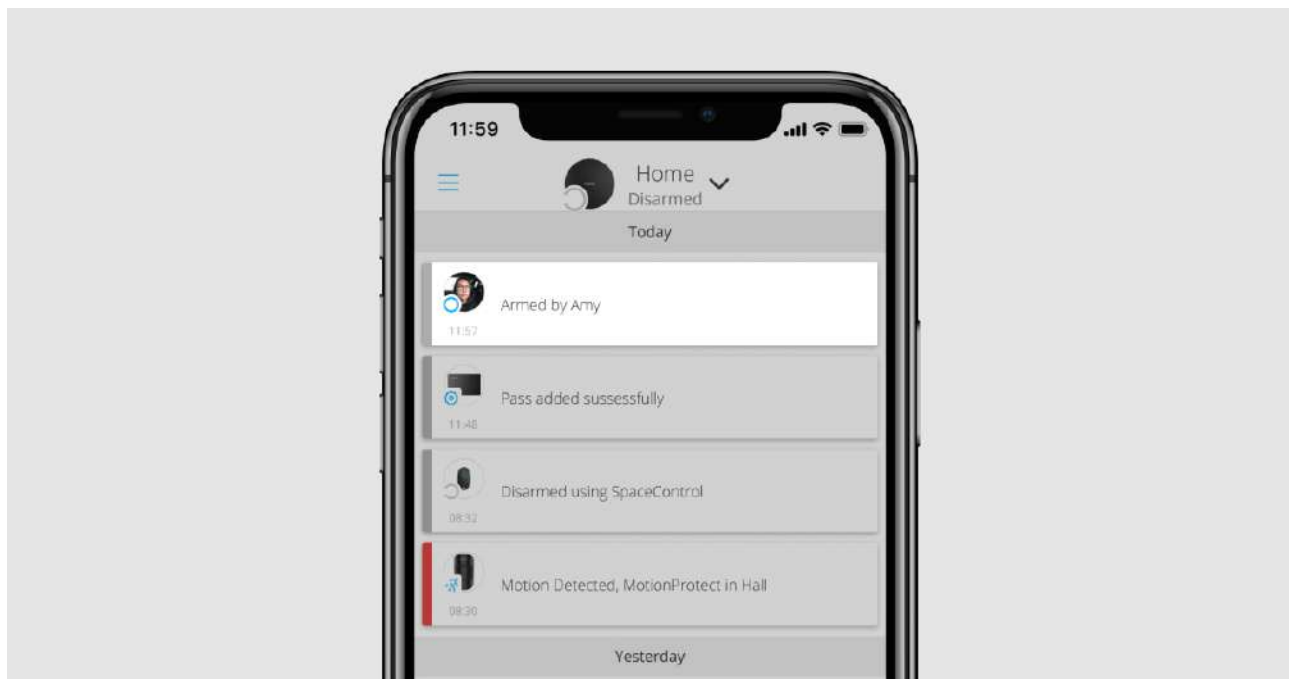 11:59
Home
Disarmed
Today
Armed by Amy
11:57
Pass added sussessfully
11:48
Disarmed using SpaceControl
08:32
Motion Detected, MotionProtect in Hall
08:30
Yesterday